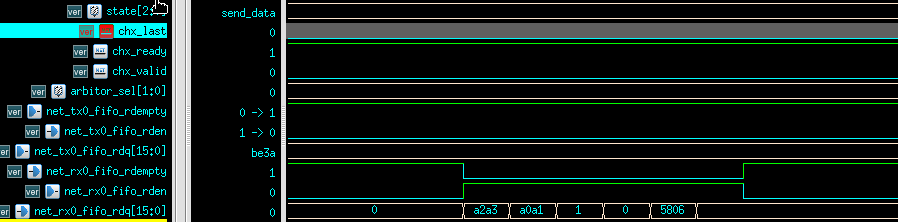 ver state[2:0] send_data
ver chx_last 0
ver chx_ready 1
ver chx_valid 0
ver arbitor_sel[1:0] 0
ver net_tx0_fifo_rdempty 0 -> 1
ver net_tx0_fifo_rden 1 -> 0
ver net_tx0_fifo_rdq[15:0] be3a
ver net_rx0_fifo_rdempty 1
ver net_rx0_fifo_rden 0
ver net_rx0_fifo_rdq[15:0] 0 0 a2a3 a0a1 1 0 5806